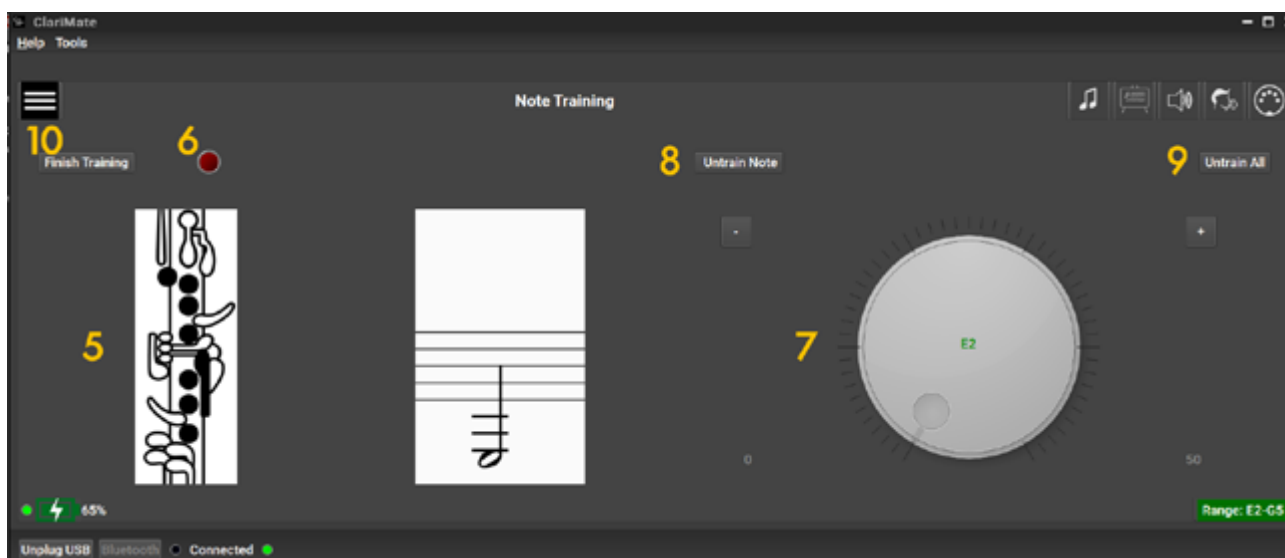 ClariMate
Help Tools
Note Training
10 6 8 9
Finish Training Untrain Note Untrain All
- +
5 7 E2
0 50
65% Range: E2-G5
Unplug USB Bluetooth Connected